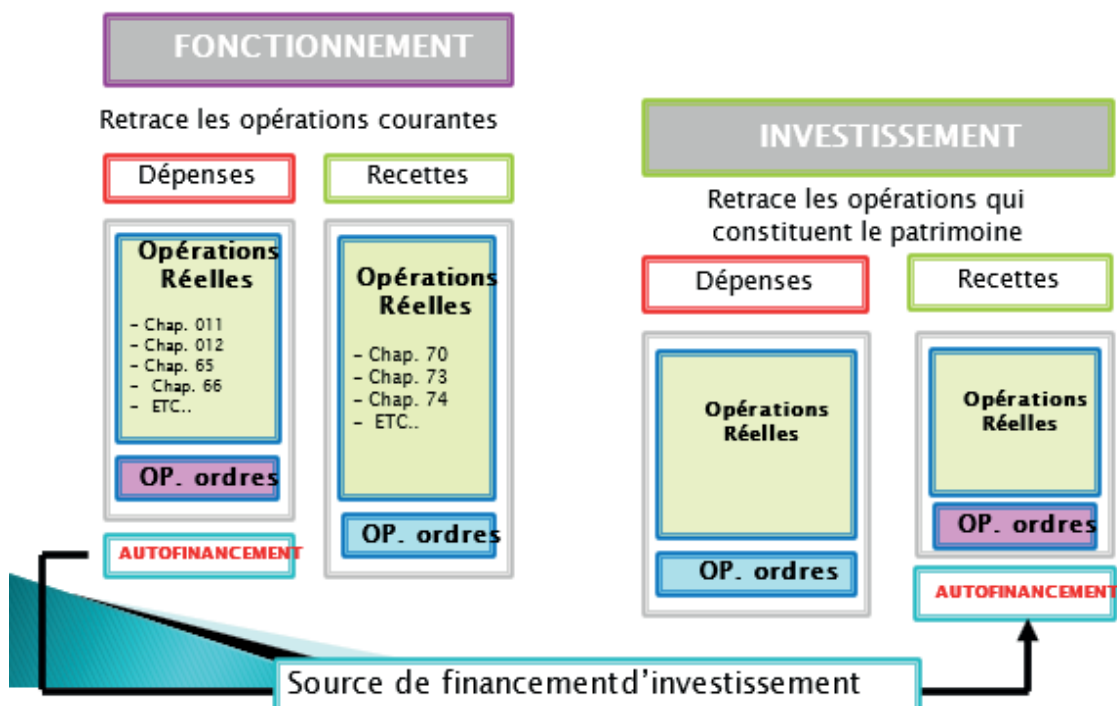 FONCTIONNEMENT
Retrace les opérations courantes
Dépenses
Recettes
Opérations
Réelles
- Chap. 011
- Chap. 012
- Chap. 65
- Chap. 66
- ETC..
OP. ordres
AUTOFINANCEMENT
Opérations
Réelles
- Chap. 70
- Chap. 73
- Chap. 74
- ETC..
OP. ordres
INVESTISSEMENT
Retrace les opérations qui
constituent le patrimoine
Dépenses
Recettes
Opérations
Réelles
OP. ordres
Opérations
Réelles
OP. ordres
AUTOFINANCEMENT
Source de financementd'investissement